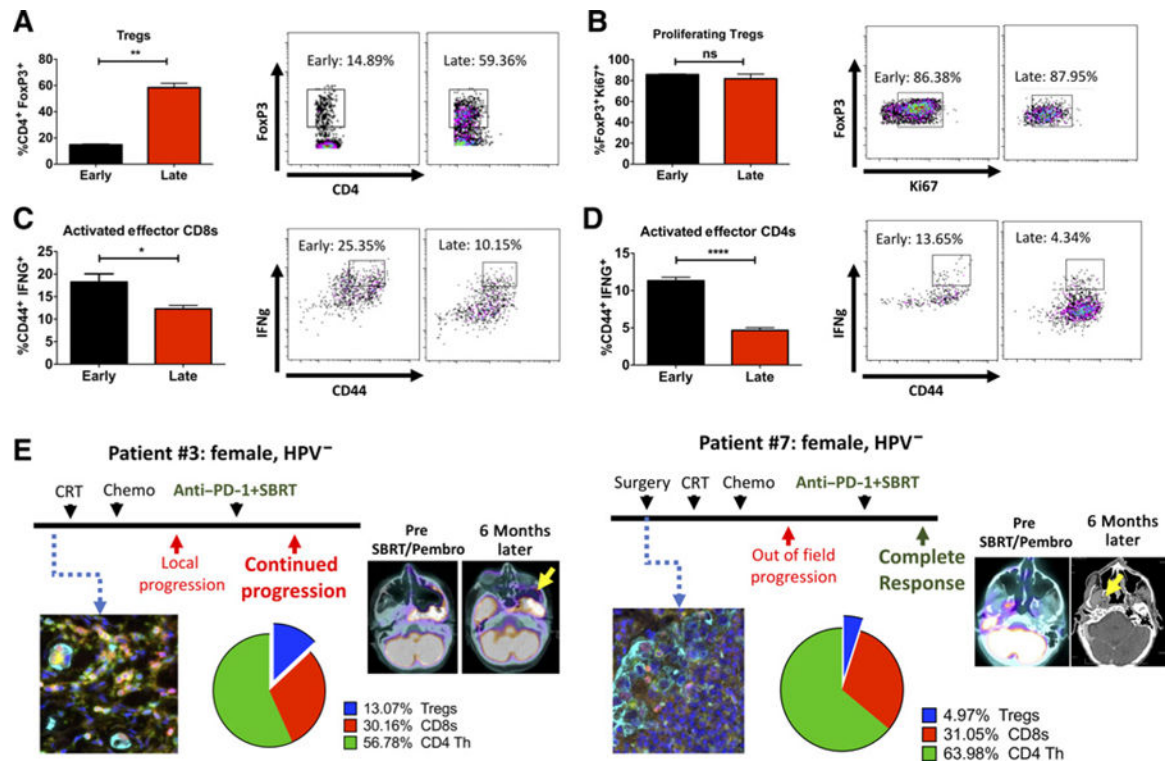 A
Tregs
**
%CD4⁺ FoxP3⁺
80
60
40
20
0
Early
Late
Early: 14.89%
Late: 59.36%
FoxP3
CD4
B
Proliferating Tregs
ns
%FoxP3⁺Ki67⁺
100
80
60
40
20
0
Early
Late
Early: 86.38%
Late: 87.95%
FoxP3
Ki67
C
Activated effector CD8s
*
%CD44⁺ IFNG⁺
25
20
15
10
5
0
Early
Late
Early: 25.35%
Late: 10.15%
IFNg
CD44
D
Activated effector CD4s
****
%CD44⁺ IFNG⁺
15
10
5
0
Early
Late
Early: 13.65%
Late: 4.34%
IFNg
CD44
E
Patient #3: female, HPV⁻
CRT
Chemo
Anti–PD-1+SBRT
Local
progression
Continued
progression
Pre
SBRT/Pembro
6 Months
later
13.07% Tregs
30.16% CD8s
56.78% CD4 Th
Patient #7: female, HPV⁻
Surgery
CRT
Chemo
Anti–PD-1+SBRT
Out of field
progression
Complete
Response
Pre
SBRT/Pembro
6 Months
later
4.97% Tregs
31.05% CD8s
63.98% CD4 Th